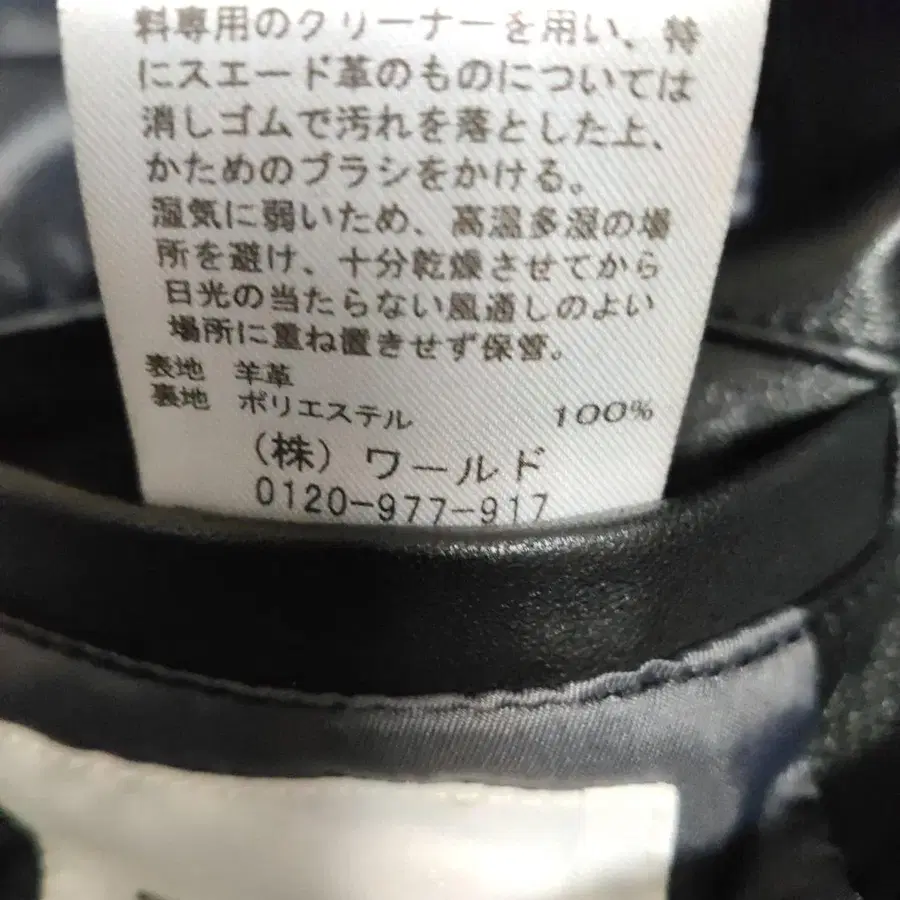 料専用のクリーナーを用い、特
にスエード革のものについては
消しゴムで汚れを落とした上、
かためのブラシをかける。
湿気に弱いため、高温多湿の場
所を避け、十分乾燥させてから
日光の当たらない風通しのよい
場所に重ね置きせず保管。
表地 羊革
裏地 ポリエステル 100%
(株)ワールド
0120-977-917